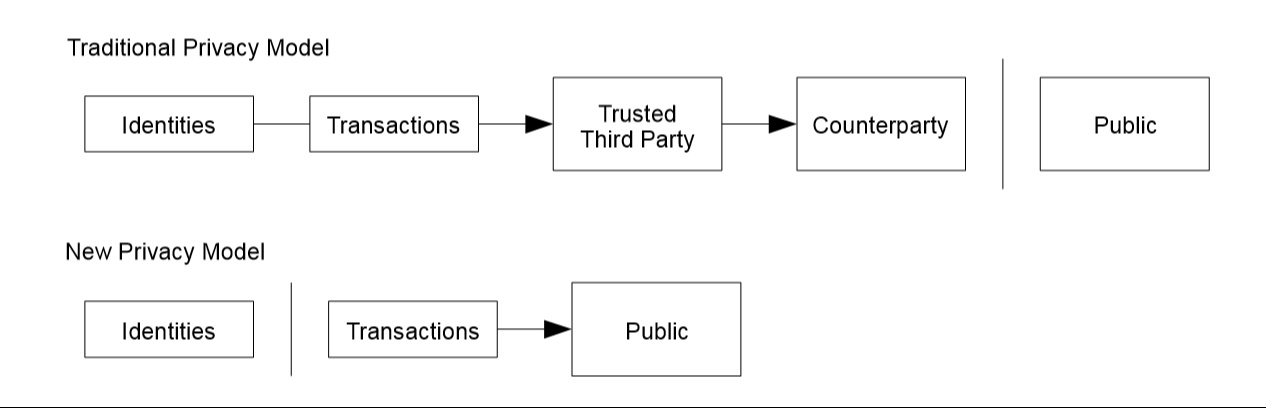 Traditional Privacy Model
Identities
Transactions
Trusted
Third Party
Counterparty
Public
New Privacy Model
Identities
Transactions
Public